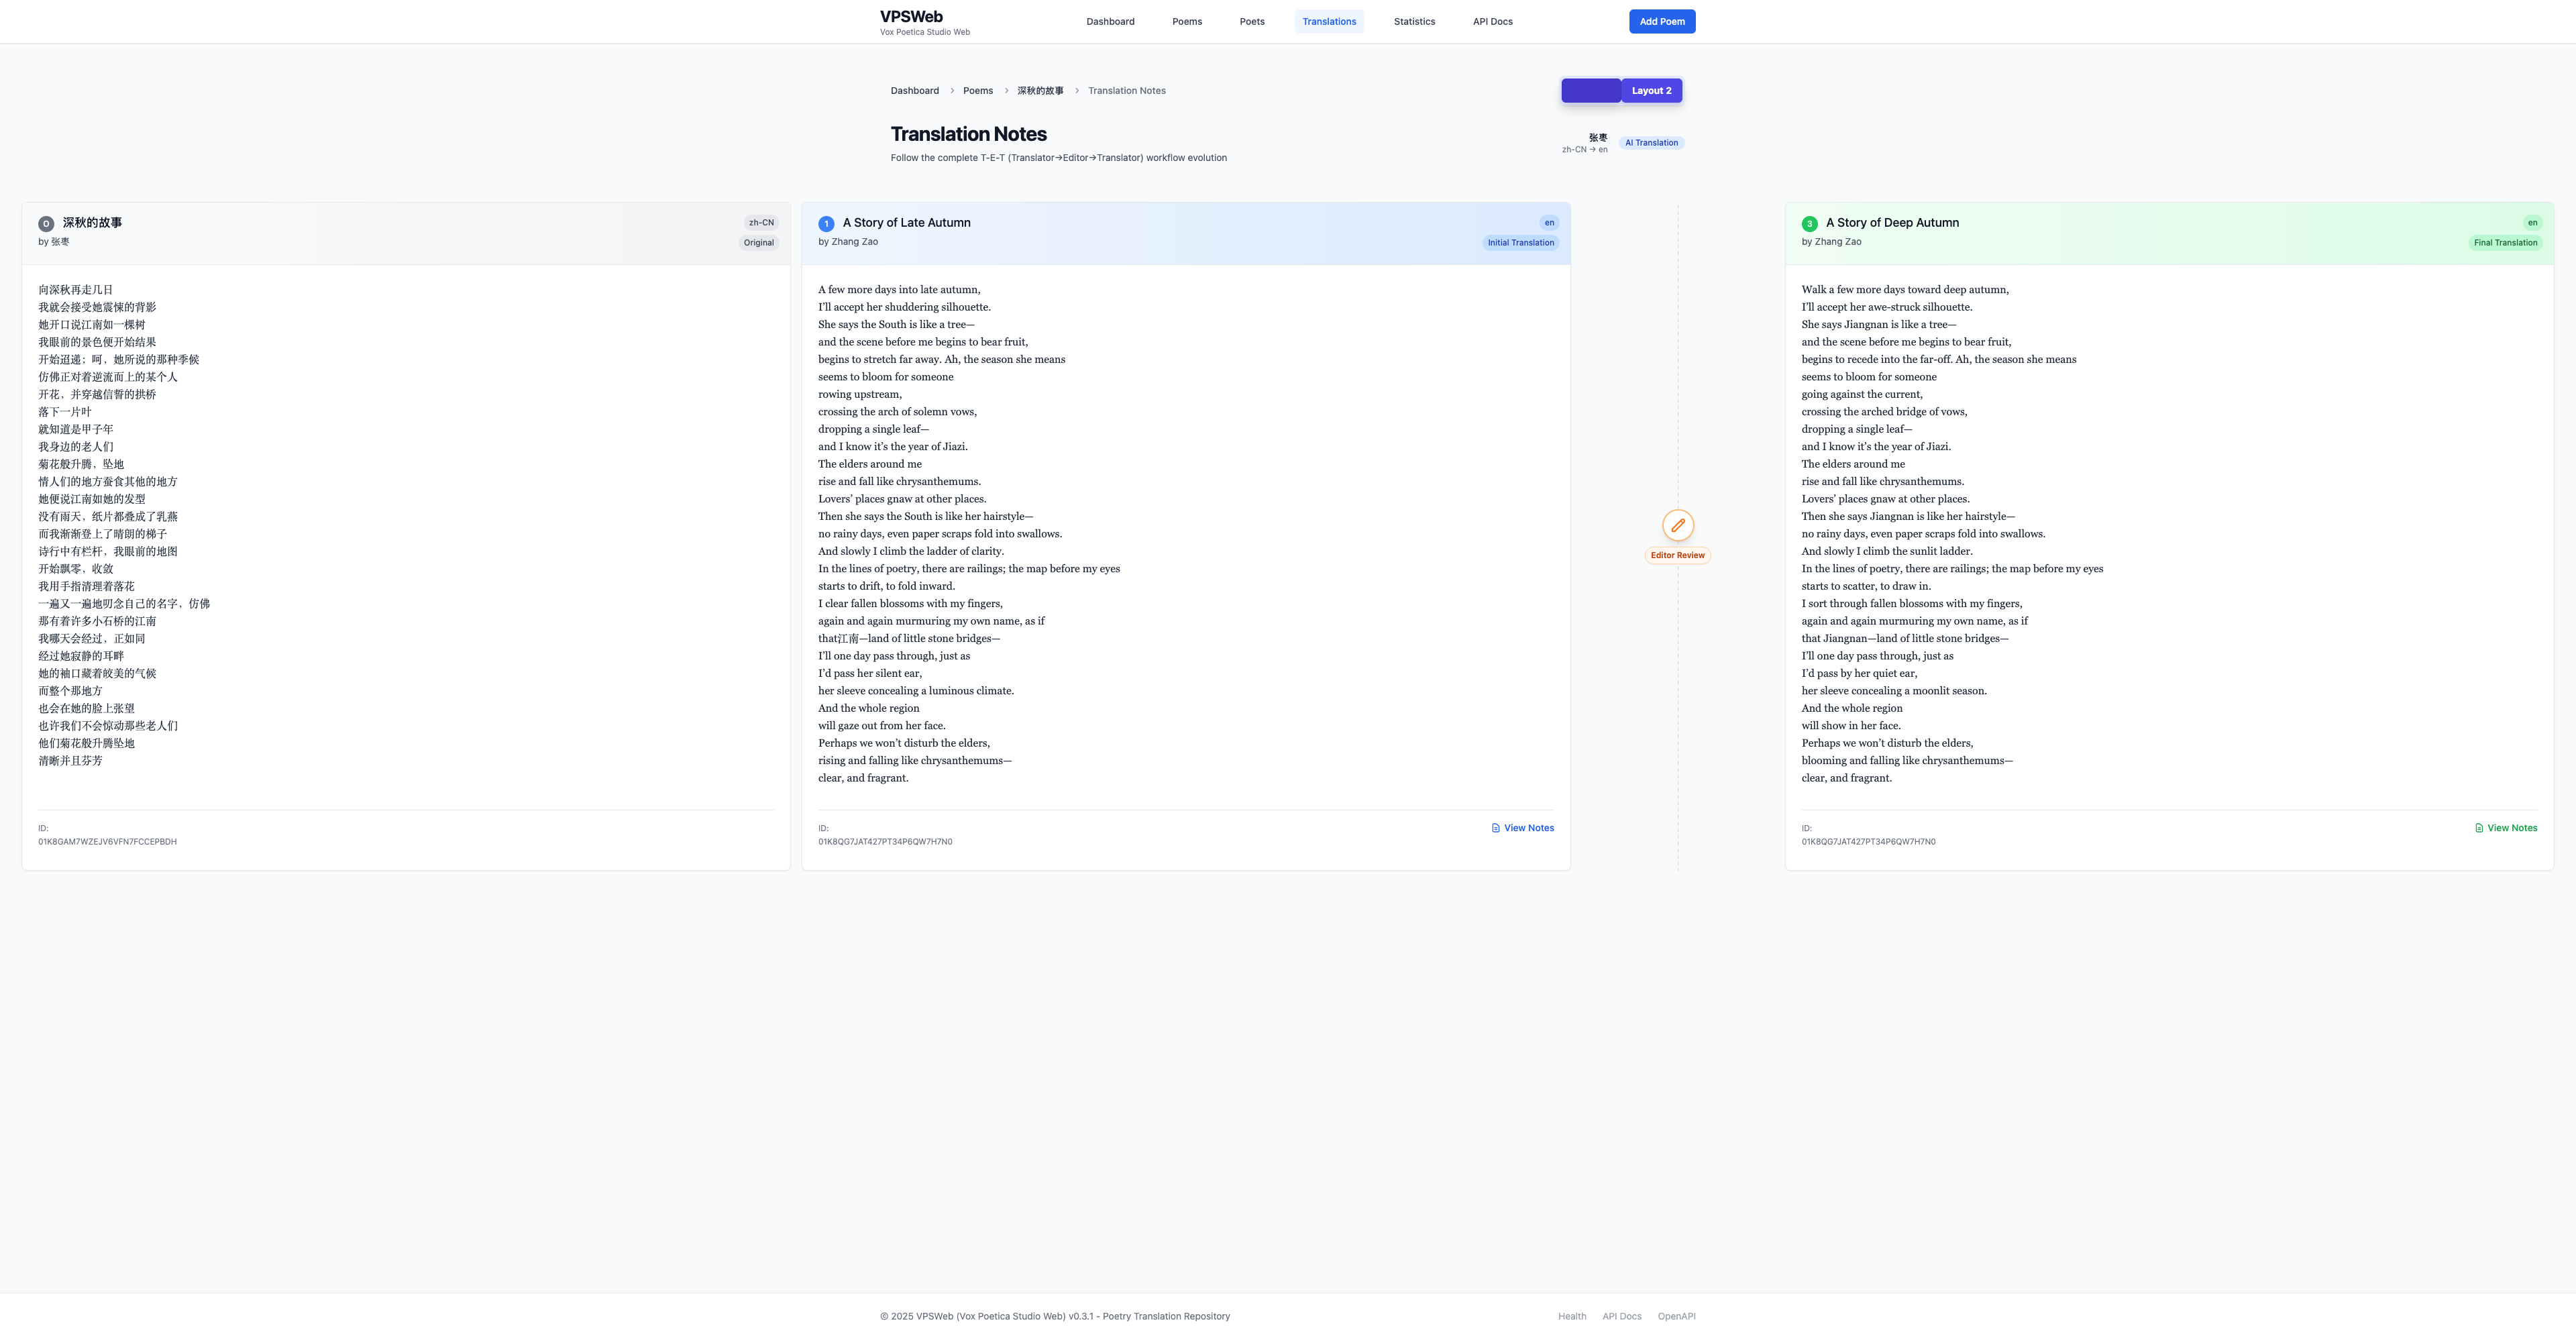 VPSWeb
Vox Poetica Studio Web
Dashboard
Poems
Poets
Translations
Statistics
API Docs
Add Poem
Dashboard > Poems > 深秋的故事 > Translation Notes
Layout 2
Translation Notes
Follow the complete T-E-T (Translator→Editor→Translator) workflow evolution
张枣
zh-CN → en
AI Translation
O 深秋的故事
by 张枣
zh-CN
Original
向深秋再走几日
我就会接受她震悚的背影
她开口说江南如一棵树
我眼前的景色便开始结果
开始迢递；呵，她所说的那种季候
仿佛正对着逆流而上的某个人
开花，并穿越信誓的拱桥
落下一片叶
就知道是甲子年
我身边的老人们
菊花般升腾，坠地
情人们的地方蚕食其他的地方
她便说江南如她的发型
没有雨天，纸片都叠成了乳燕
而我渐渐登上了晴朗的梯子
诗行中有栏杆，我眼前的地图
开始飘零，收敛
我用手指清理着落花
一遍又一遍地叨念自己的名字，仿佛
那有着许多小石桥的江南
我哪天会经过，正如同
经过她寂静的耳畔
她的袖口藏着皎美的气候
而整个那地方
也会在她的脸上张望
也许我们不会惊动那些老人们
他们菊花般升腾坠地
清晰并且芬芳
ID:
01K8GAM7WZEJV6VFN7FCCEPBDH
1 A Story of Late Autumn
by Zhang Zao
en
Initial Translation
A few more days into late autumn,
I'll accept her shuddering silhouette.
She says the South is like a tree—
and the scene before me begins to bear fruit,
begins to stretch far away. Ah, the season she means
seems to bloom for someone
rowing upstream,
crossing the arch of solemn vows,
dropping a single leaf—
and I know it's the year of Jiazi.
The elders around me
rise and fall like chrysanthemums.
Lovers' places gnaw at other places.
Then she says the South is like her hairstyle—
no rainy days, even paper scraps fold into swallows.
And slowly I climb the ladder of clarity.
In the lines of poetry, there are railings; the map before my eyes
starts to drift, to fold inward.
I clear fallen blossoms with my fingers,
again and again murmuring my own name, as if
that江南—land of little stone bridges—
I'll one day pass through, just as
I'd pass her silent ear,
her sleeve concealing a luminous climate.
And the whole region
will gaze out from her face.
Perhaps we won't disturb the elders,
rising and falling like chrysanthemums—
clear, and fragrant.
ID:
01K8QG7JAT427PT34P6QW7H7N0
View Notes
Editor Review
3 A Story of Deep Autumn
by Zhang Zao
en
Final Translation
Walk a few more days toward deep autumn,
I'll accept her awe-struck silhouette.
She says Jiangnan is like a tree—
and the scene before me begins to bear fruit,
begins to recede into the far-off. Ah, the season she means
seems to bloom for someone
going against the current,
crossing the arched bridge of vows,
dropping a single leaf—
and I know it's the year of Jiazi.
The elders around me
rise and fall like chrysanthemums.
Lovers' places gnaw at other places.
Then she says Jiangnan is like her hairstyle—
no rainy days, even paper scraps fold into swallows.
And slowly I climb the sunlit ladder.
In the lines of poetry, there are railings; the map before my eyes
starts to scatter, to draw in.
I sort through fallen blossoms with my fingers,
again and again murmuring my own name, as if
that Jiangnan—land of little stone bridges—
I'll one day pass through, just as
I'd pass by her quiet ear,
her sleeve concealing a moonlit season.
And the whole region
will show in her face.
Perhaps we won't disturb the elders,
blooming and falling like chrysanthemums—
clear, and fragrant.
ID:
01K8QG7JAT427PT34P6QW7H7N0
View Notes
© 2025 VPSWeb (Vox Poetica Studio Web) v0.3.1 - Poetry Translation Repository
Health
API Docs
OpenAPI